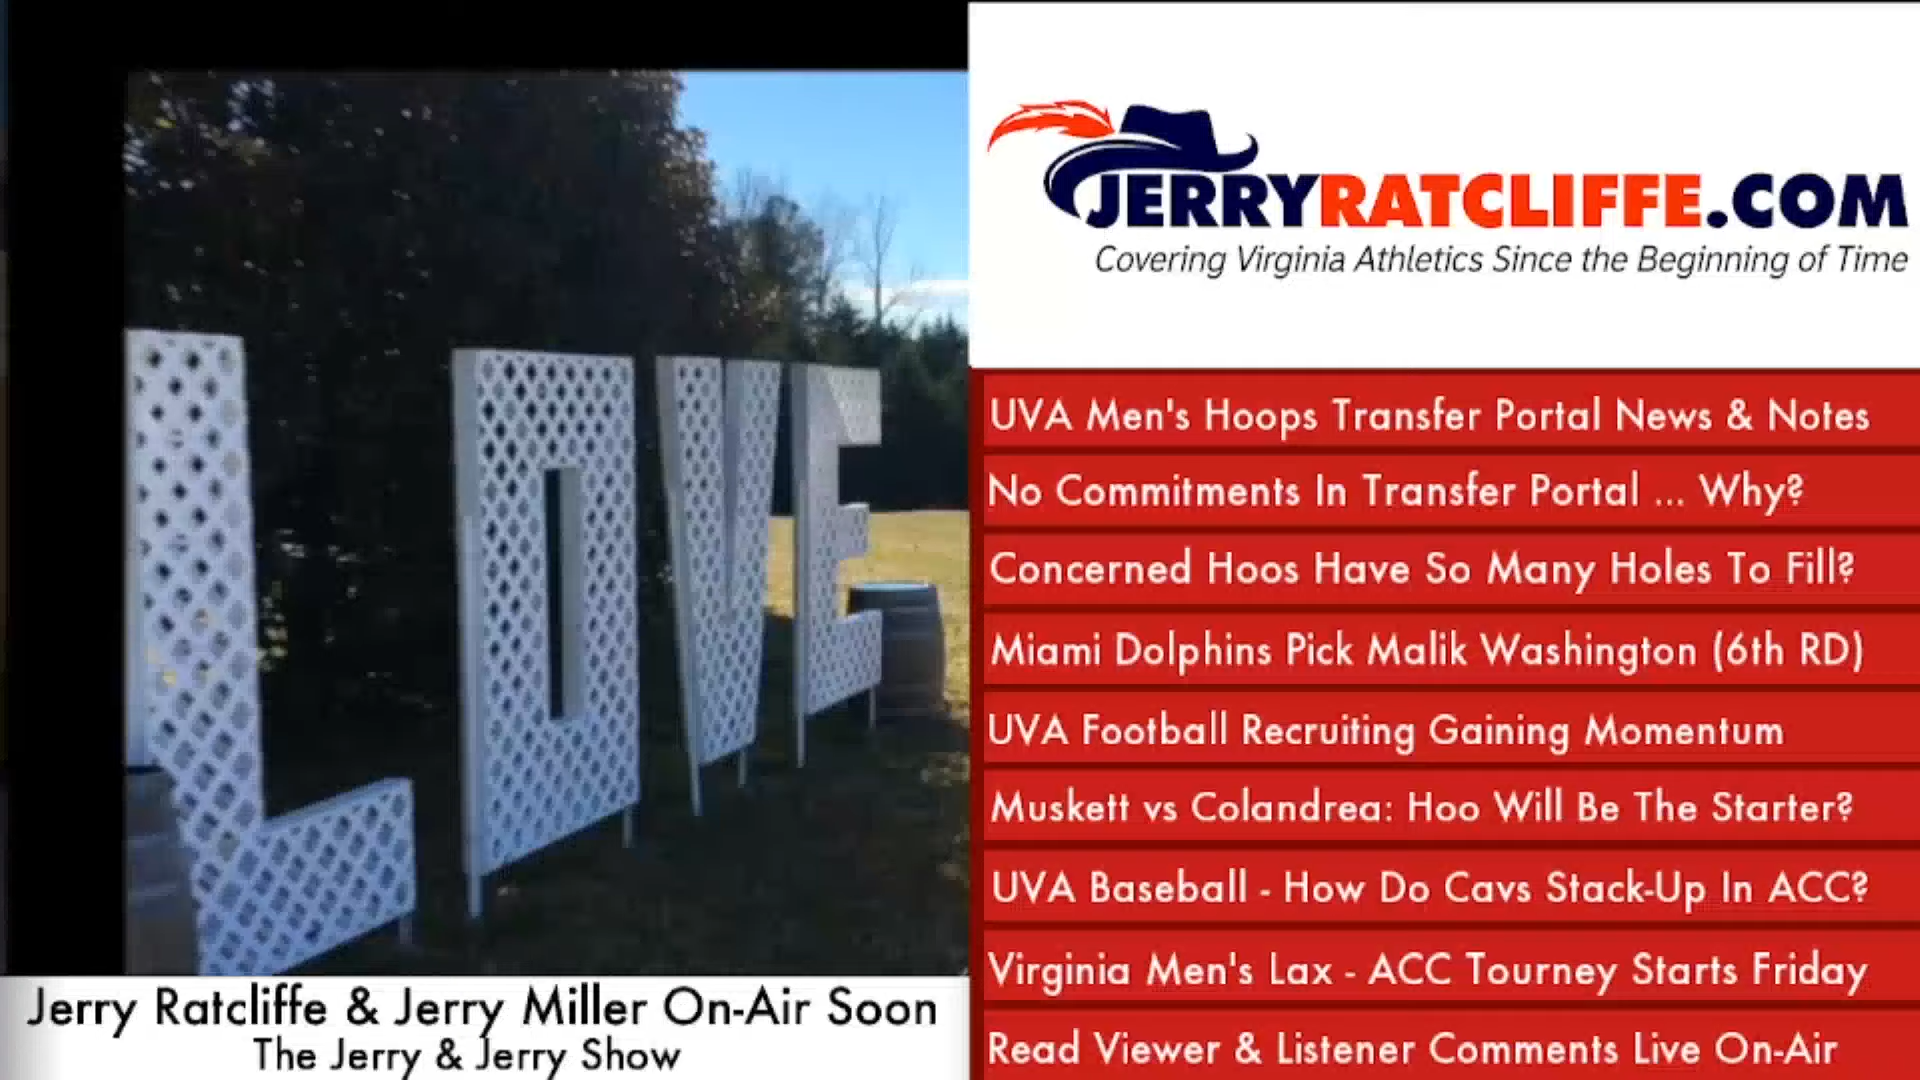 LOVE
JERRYRATCLIFFE.COM
Covering Virginia Athletics Since the Beginning of Time
UVA Men's Hoops Transfer Portal News & Notes
No Commitments In Transfer Portal ... Why?
Concerned Hoos Have So Many Holes To Fill?
Miami Dolphins Pick Malik Washington (6th RD)
UVA Football Recruiting Gaining Momentum
Muskett vs Colandrea: Hoo Will Be The Starter?
UVA Baseball - How Do Cavs Stack-Up In ACC?
Virginia Men's Lax - ACC Tourney Starts Friday
Read Viewer & Listener Comments Live On-Air
Jerry Ratcliffe & Jerry Miller On-Air Soon
The Jerry & Jerry Show